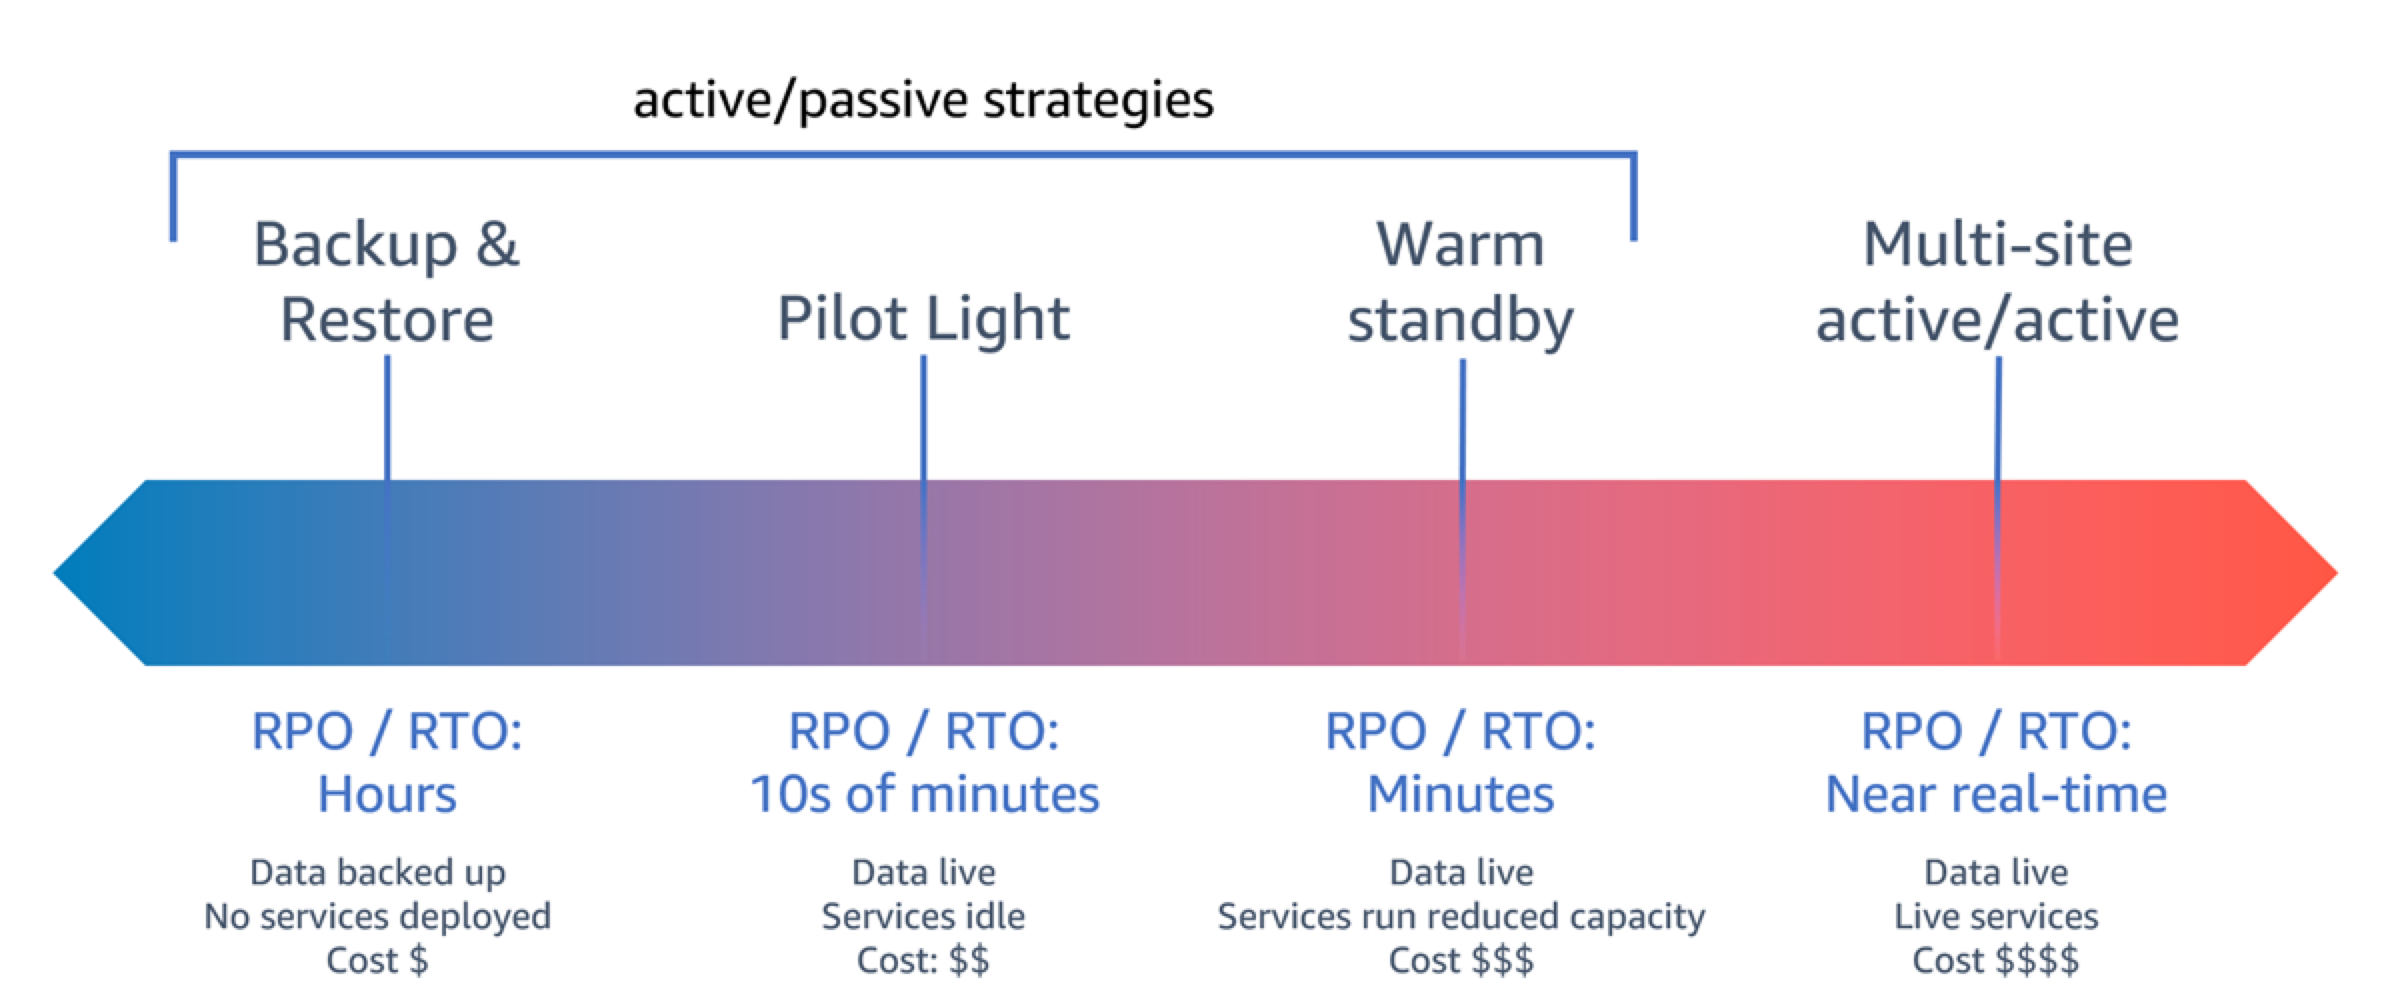 active/passive strategies
Backup &
Restore
Pilot Light
Warm
standby
Multi-site
active/active
RPO / RTO:
Hours
Data backed up
No services deployed
Cost $
RPO / RTO:
10s of minutes
Data live
Services idle
Cost: $$
RPO / RTO:
Minutes
Data live
Services run reduced capacity
Cost $$$
RPO / RTO:
Near real-time
Data live
Live services
Cost $$$$